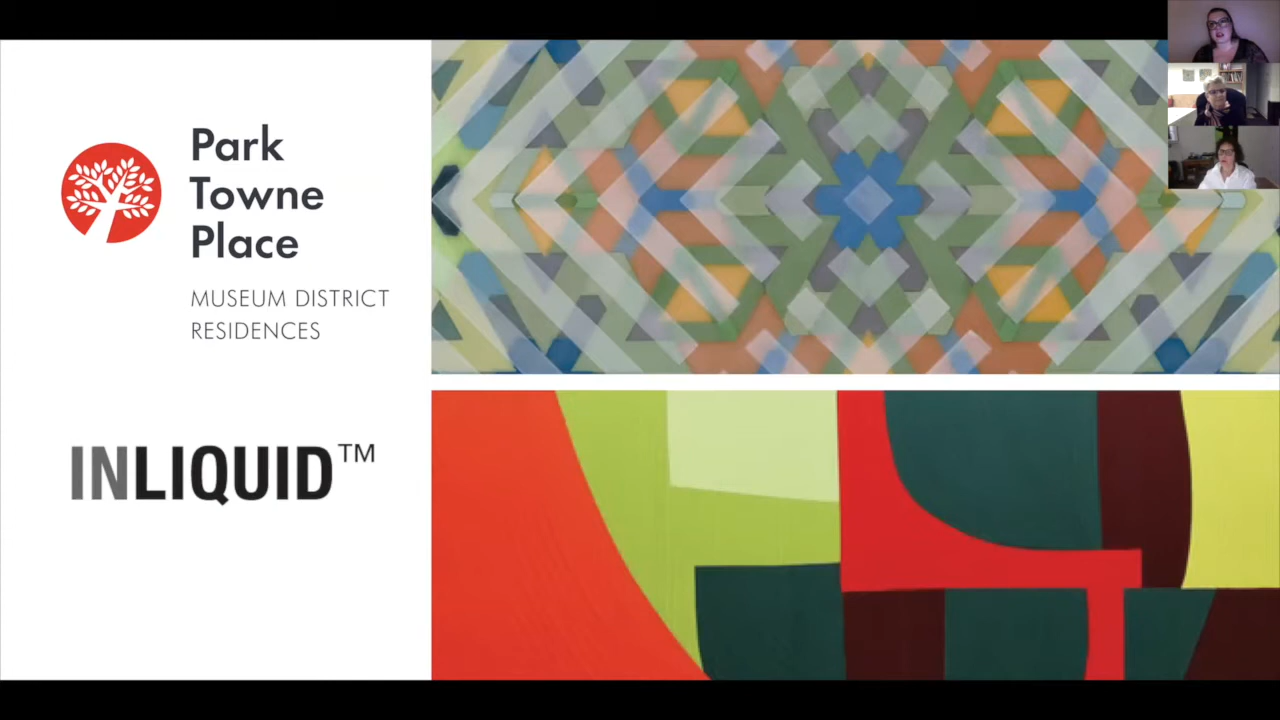 Park
Towne
Place
MUSEUM DISTRICT
RESIDENCES
INLIQUID™